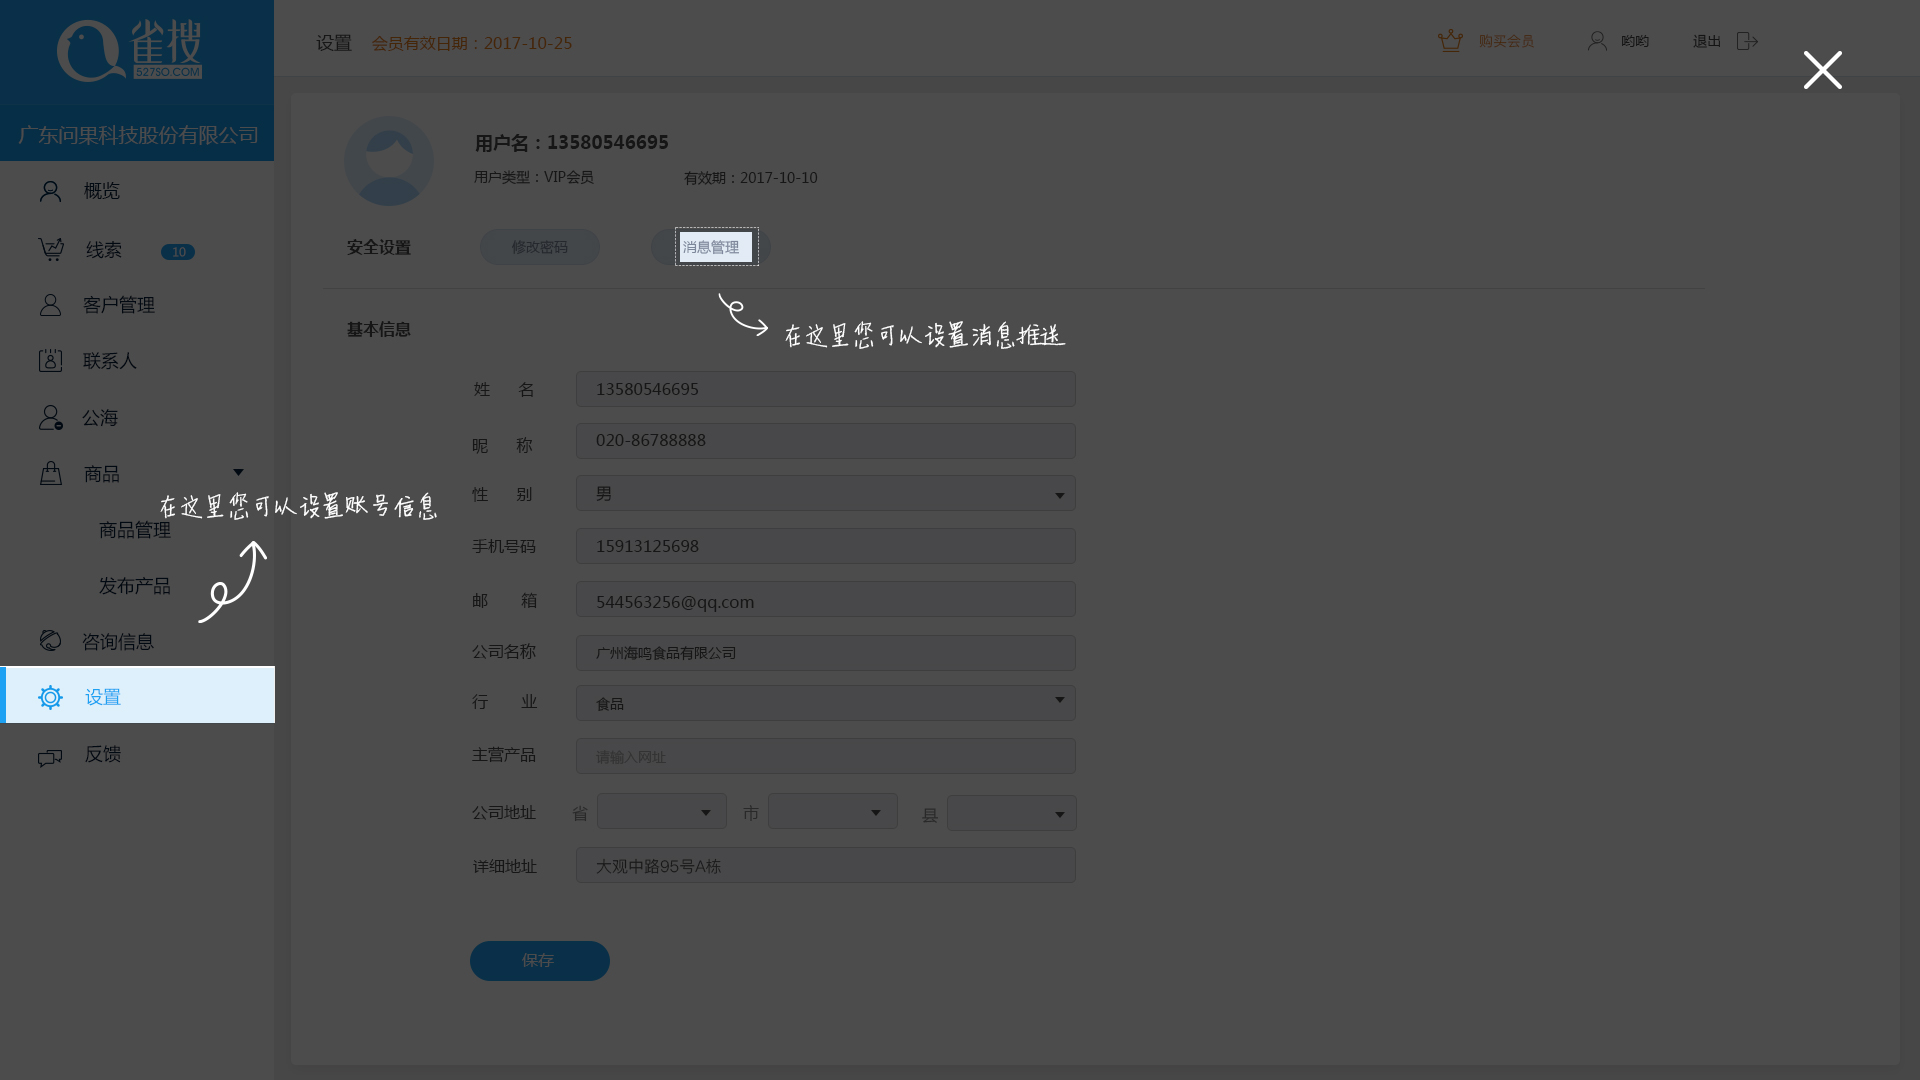 雀搜
527SO.COM
设置 会员有效日期：2017-10-25
购买会员 哟哟 退出
广东问果科技股份有限公司
概览
线索 10
客户管理
联系人
公海
商品
商品管理
发布产品
咨询信息
设置
反馈
在这里您可以设置账号信息
用户名：13580546695
用户类型：VIP会员 有效期：2017-10-10
安全设置 修改密码 消息管理
在这里您可以设置消息推送
基本信息
姓 名 13580546695
昵 称 020-86788888
性 别 男
手机号码 15913125698
邮 箱 544563256@qq.com
公司名称 广州海鸣食品有限公司
行 业 食品
主营产品 请输入网址
公司地址 省 市 县
详细地址 大观中路95号A栋
保存